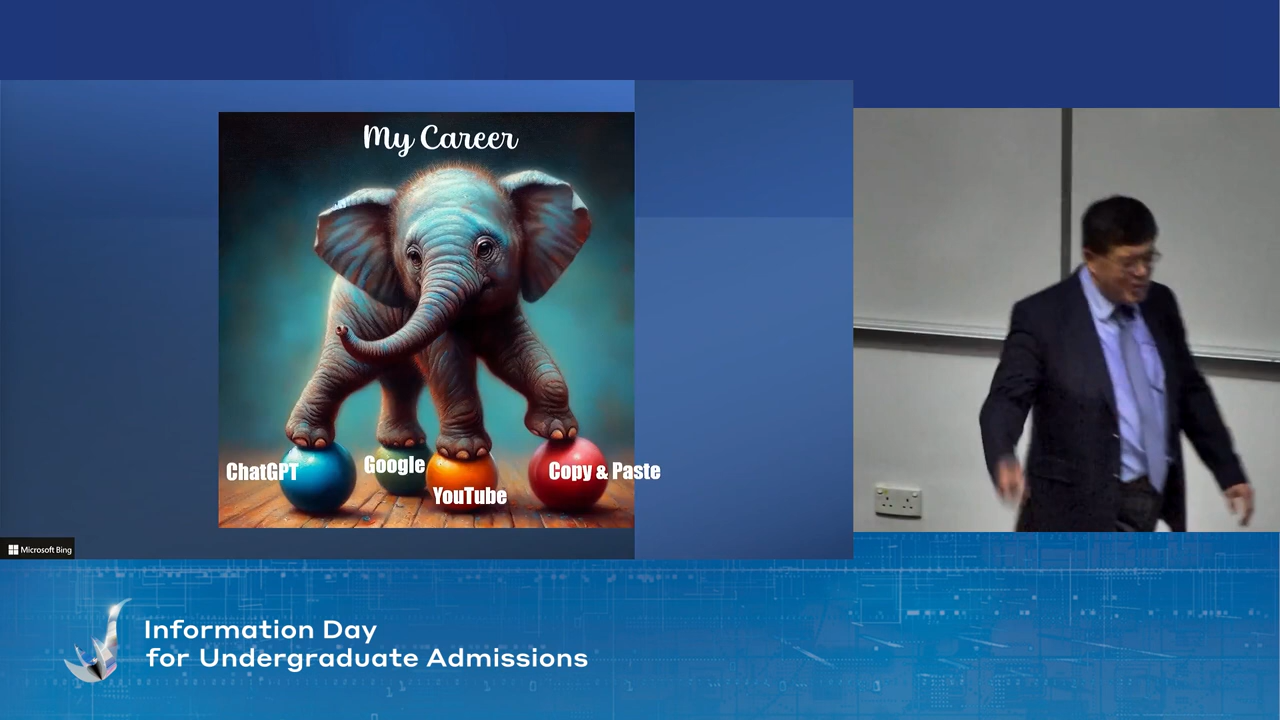 My Career
ChatGPT
Google
YouTube
Copy & Paste
Microsoft Bing
Information Day
for Undergraduate Admissions